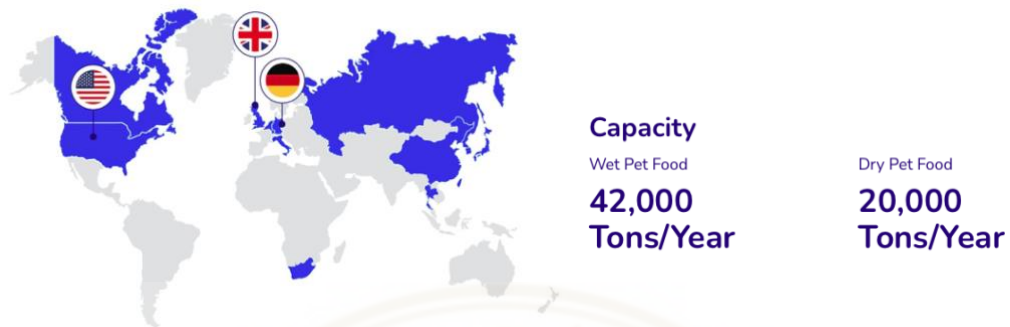 Capacity
Wet Pet Food
42,000
Tons/Year
Dry Pet Food
20,000
Tons/Year